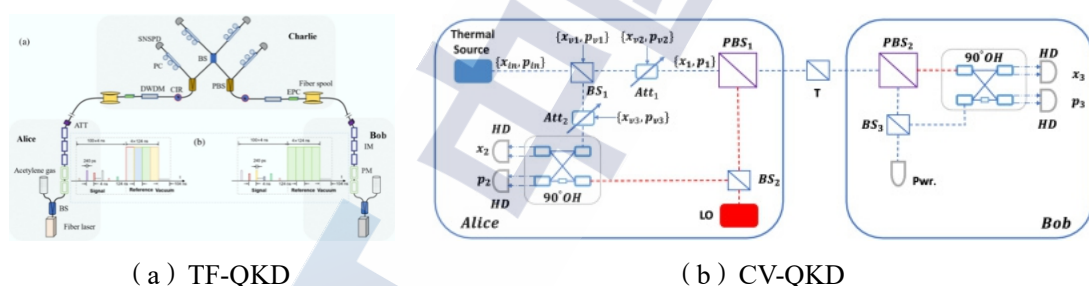 (a)
Charlie
SNSPD
PC
BS
PBS
DWDM
CIR
EPC
Fiber spool
ATT
Alice
Bob
(b)
IM
Acetylene gas
PM
Signal
Reference
Vacuum
Signal
Reference
Vacuum
BS
Fiber laser
Thermal
Source
{x_in, p_in}
{x_v1, p_v1}
{x_v2, p_v2}
{x_1, p_1}
PBS_1
BS_1
Att_1
Att_2
{x_v3, p_v3}
HD
x_2
p_2
HD
90°OH
BS_2
LO
Alice
T
PBS_2
90°OH
HD
x_3
p_3
HD
BS_3
Pwr.
Bob
（a）TF-QKD
（b）CV-QKD